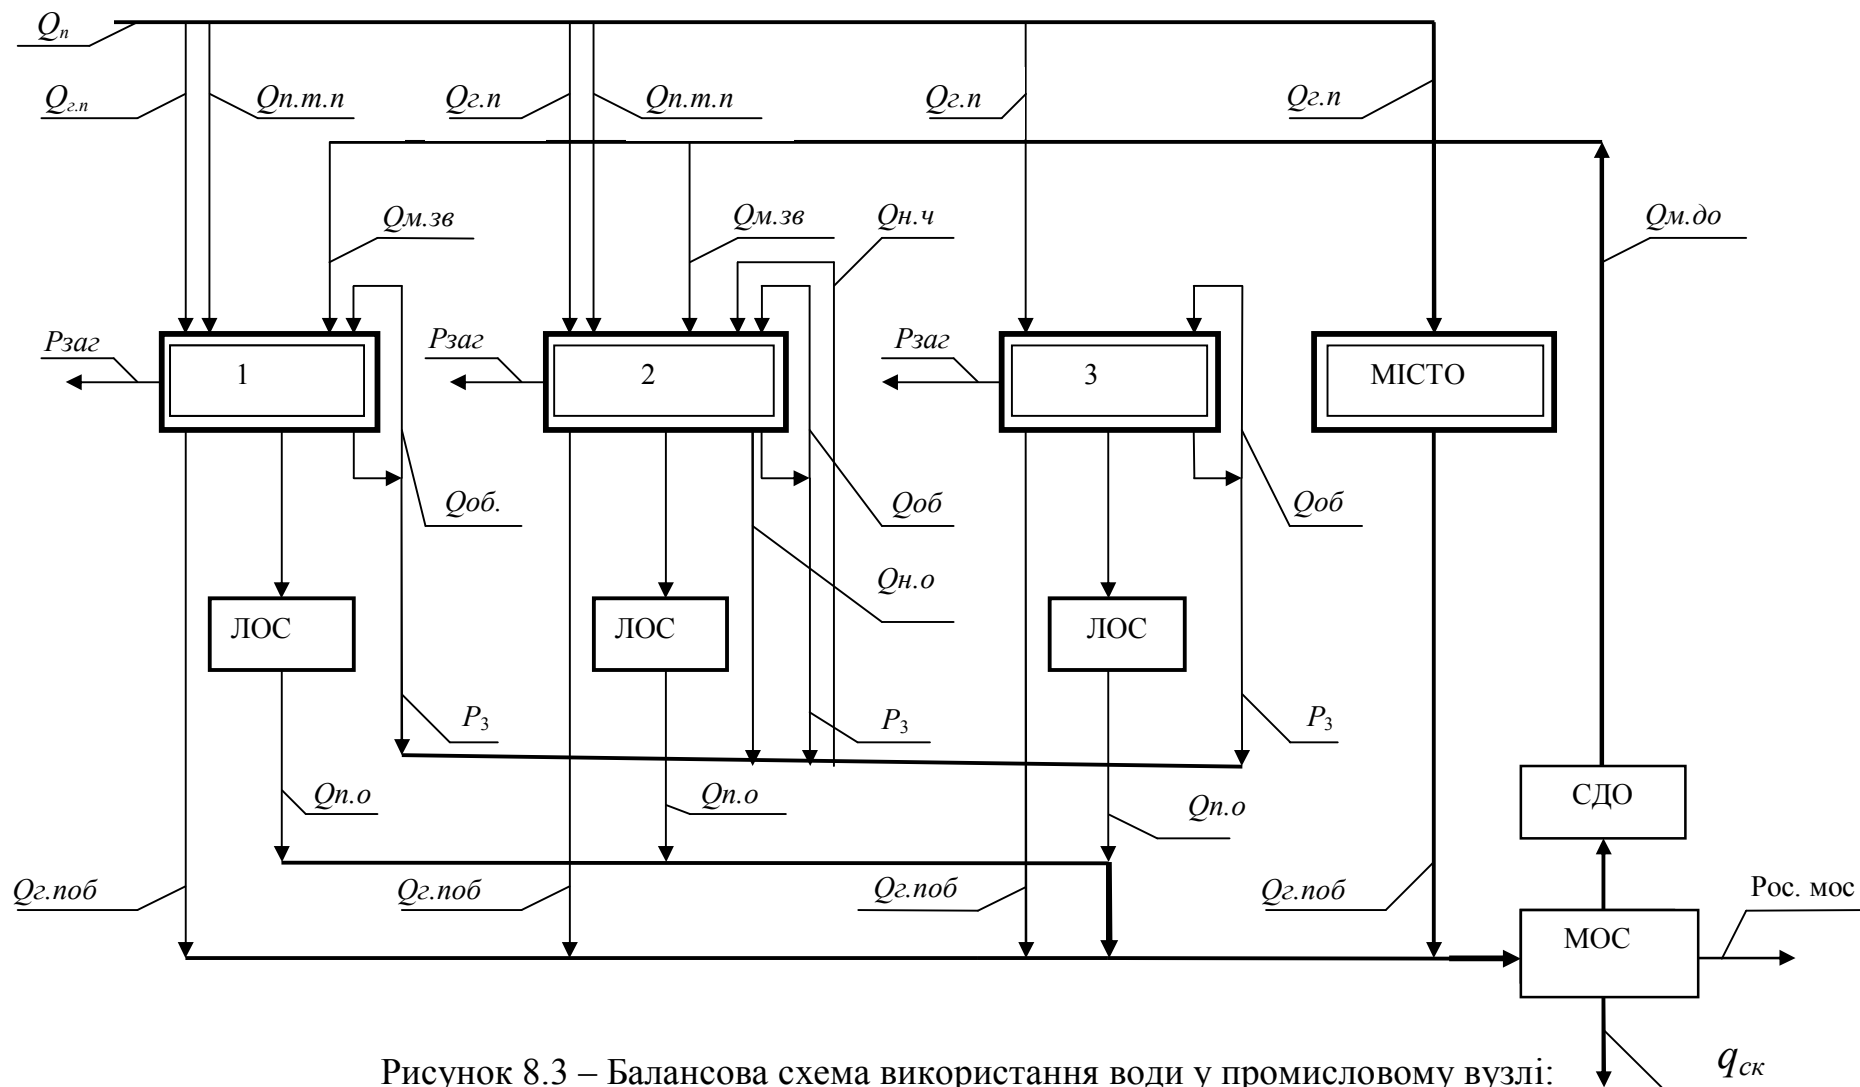 Qп
Qг.п
Qп.т.п
Qг.п
Qп.т.п
Qг.п
Qг.п
Qм.зв
Qм.зв
Qн.ч
Qм.до
Рзаг
1
Рзаг
2
Рзаг
3
МІСТО
Qоб.
Qоб
Qоб
Qн.о
ЛОС
ЛОС
ЛОС
Р3
Р3
Р3
Qп.о
Qп.о
Qп.о
СДО
Qг.поб
Qг.поб
Qг.поб
Qг.поб
Рос. мос
МОС
qск
Рисунок 8.3 – Балансова схема використання води у промисловому вузлі: